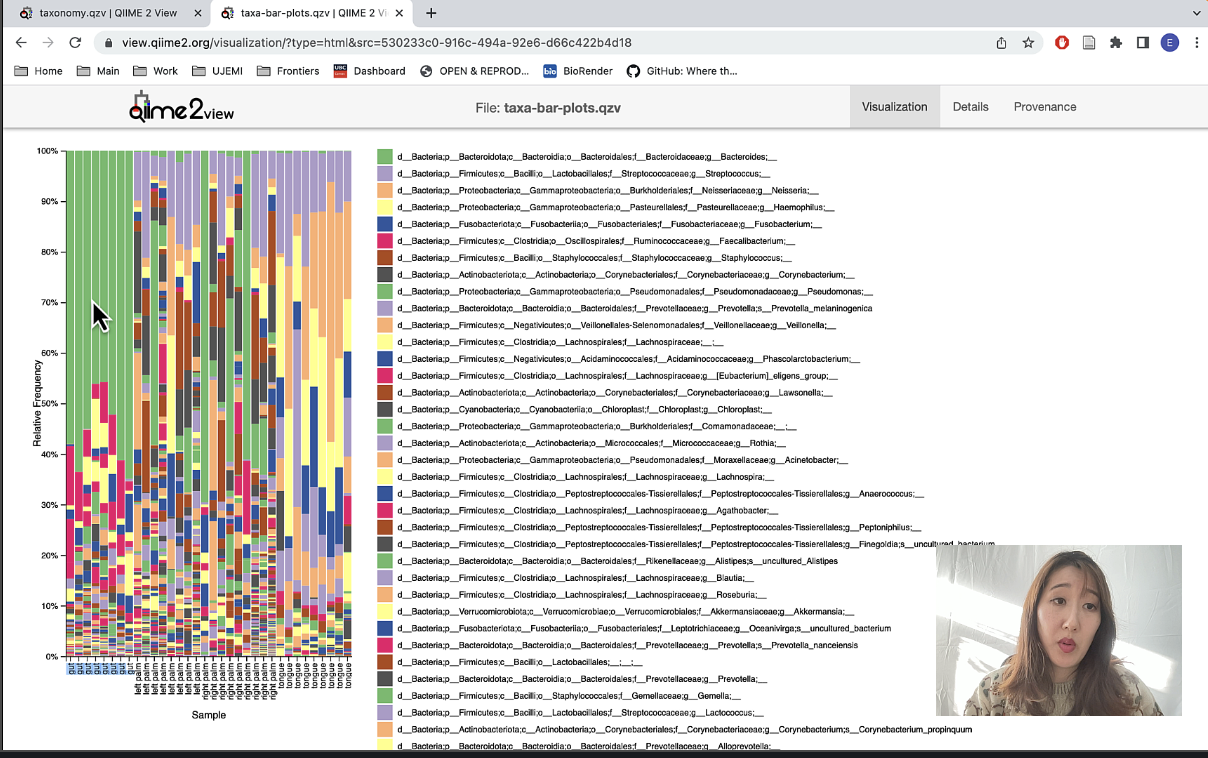 taxonomy.qzv | QIIME 2 View
taxa-bar-plots.qzv | QIIME 2 V
view.qiime2.org/visualization/?type=html&src=530233c0-916c-494a-92e6-d66c422b4d18
E
Home Main Work UJEMI Frontiers Dashboard OPEN & REPROD... BioRender GitHub: Where th...
qiime2view
File: taxa-bar-plots.qzv
Visualization Details Provenance
100%
90%
80%
70%
60%
50%
40%
30%
20%
10%
0%
Relative Frequency
gut gut gut gut gut gut gut gut left palm left palm left palm left palm left palm left palm left palm left palm right palm right palm right palm right palm right palm right palm right palm right palm right palm tongue tongue tongue tongue tongue tongue tongue tongue tongue
Sample
d__Bacteria;p__Bacteroidota;c__Bacteroidia;o__Bacteroidales;f__Bacteroidaceae;g__Bacteroides;__
d__Bacteria;p__Firmicutes;c__Bacilli;o__Lactobacillales;f__Streptococcaceae;g__Streptococcus;__
d__Bacteria;p__Proteobacteria;c__Gammaproteobacteria;o__Burkholderiales;f__Neisseriaceae;g__Neisseria;__
d__Bacteria;p__Proteobacteria;c__Gammaproteobacteria;o__Pasteurellales;f__Pasteurellaceae;g__Haemophilus;__
d__Bacteria;p__Fusobacteriota;c__Fusobacteriia;o__Fusobacteriales;f__Fusobacteriaceae;g__Fusobacterium;__
d__Bacteria;p__Firmicutes;c__Clostridia;o__Oscillospirales;f__Ruminococcaceae;g__Faecalibacterium;__
d__Bacteria;p__Firmicutes;c__Bacilli;o__Staphylococcales;f__Staphylococcaceae;g__Staphylococcus;__
d__Bacteria;p__Actinobacteriota;c__Actinobacteria;o__Corynebacteriales;f__Corynebacteriaceae;g__Corynebacterium;__
d__Bacteria;p__Proteobacteria;c__Gammaproteobacteria;o__Pseudomonadales;f__Pseudomonadaceae;g__Pseudomonas;__
d__Bacteria;p__Bacteroidota;c__Bacteroidia;o__Bacteroidales;f__Prevotellaceae;g__Prevotella;s__Prevotella_melaninogenica
d__Bacteria;p__Firmicutes;c__Negativicutes;o__Veillonellales-Selenomonadales;f__Veillonellaceae;g__Veillonella;__
d__Bacteria;p__Firmicutes;c__Clostridia;o__Lachnospirales;f__Lachnospiraceae;__;__
d__Bacteria;p__Firmicutes;c__Negativicutes;o__Acidaminococcales;f__Acidaminococcaceae;g__Phascolarctobacterium;__
d__Bacteria;p__Firmicutes;c__Clostridia;o__Lachnospirales;f__Lachnospiraceae;g__[Eubacterium]_eligens_group;__
d__Bacteria;p__Actinobacteriota;c__Actinobacteria;o__Corynebacteriales;f__Corynebacteriaceae;g__Lawsonella;__
d__Bacteria;p__Cyanobacteria;c__Cyanobacteriia;o__Chloroplast;f__Chloroplast;g__Chloroplast;__
d__Bacteria;p__Proteobacteria;c__Gammaproteobacteria;o__Burkholderiales;f__Comamonadaceae;__;__
d__Bacteria;p__Actinobacteriota;c__Actinobacteria;o__Micrococcales;f__Micrococcaceae;g__Rothia;__
d__Bacteria;p__Proteobacteria;c__Gammaproteobacteria;o__Pseudomonadales;f__Moraxellaceae;g__Acinetobacter;__
d__Bacteria;p__Firmicutes;c__Clostridia;o__Lachnospirales;f__Lachnospiraceae;g__Lachnospira;__
d__Bacteria;p__Firmicutes;c__Clostridia;o__Peptostreptococcales-Tissierellales;f__Peptostreptococcales-Tissierellales;g__Anaerococcus;__
d__Bacteria;p__Firmicutes;c__Clostridia;o__Lachnospirales;f__Lachnospiraceae;g__Agathobacter;__
d__Bacteria;p__Firmicutes;c__Clostridia;o__Peptostreptococcales-Tissierellales;f__Peptostreptococcales-Tissierellales;g__Peptoniphilus;__
d__Bacteria;p__Firmicutes;c__Clostridia;o__Peptostreptococcales-Tissierellales;f__Peptostreptococcales-Tissierellales;g__Finegoldia;s__uncultured_bacterium
d__Bacteria;p__Bacteroidota;c__Bacteroidia;o__Bacteroidales;f__Rikenellaceae;g__Alistipes;s__uncultured_Alistipes
d__Bacteria;p__Firmicutes;c__Clostridia;o__Lachnospirales;f__Lachnospiraceae;g__Blautia;__
d__Bacteria;p__Firmicutes;c__Clostridia;o__Lachnospirales;f__Lachnospiraceae;g__Roseburia;__
d__Bacteria;p__Verrucomicrobiota;c__Verrucomicrobiae;o__Verrucomicrobiales;f__Akkermansiaceae;g__Akkermansia;__
d__Bacteria;p__Fusobacteriota;c__Fusobacteriia;o__Fusobacteriales;f__Leptotrichiaceae;g__Oceanivirga;s__uncultured_bacterium
d__Bacteria;p__Bacteroidota;c__Bacteroidia;o__Bacteroidales;f__Prevotellaceae;g__Prevotella;s__Prevotella_nanceiensis
d__Bacteria;p__Firmicutes;c__Bacilli;o__Lactobacillales;__;__;__
d__Bacteria;p__Bacteroidota;c__Bacteroidia;o__Bacteroidales;f__Prevotellaceae;g__Prevotella;__
d__Bacteria;p__Firmicutes;c__Bacilli;o__Staphylococcales;f__Gemellaceae;g__Gemella;__
d__Bacteria;p__Firmicutes;c__Bacilli;o__Lactobacillales;f__Streptococcaceae;g__Lactococcus;__
d__Bacteria;p__Actinobacteriota;c__Actinobacteria;o__Corynebacteriales;f__Corynebacteriaceae;g__Corynebacterium;s__Corynebacterium_propinquum
d__Bacteria;p__Bacteroidota;c__Bacteroidia;o__Bacteroidales;f__Prevotellaceae;g__Alloprevotella;__